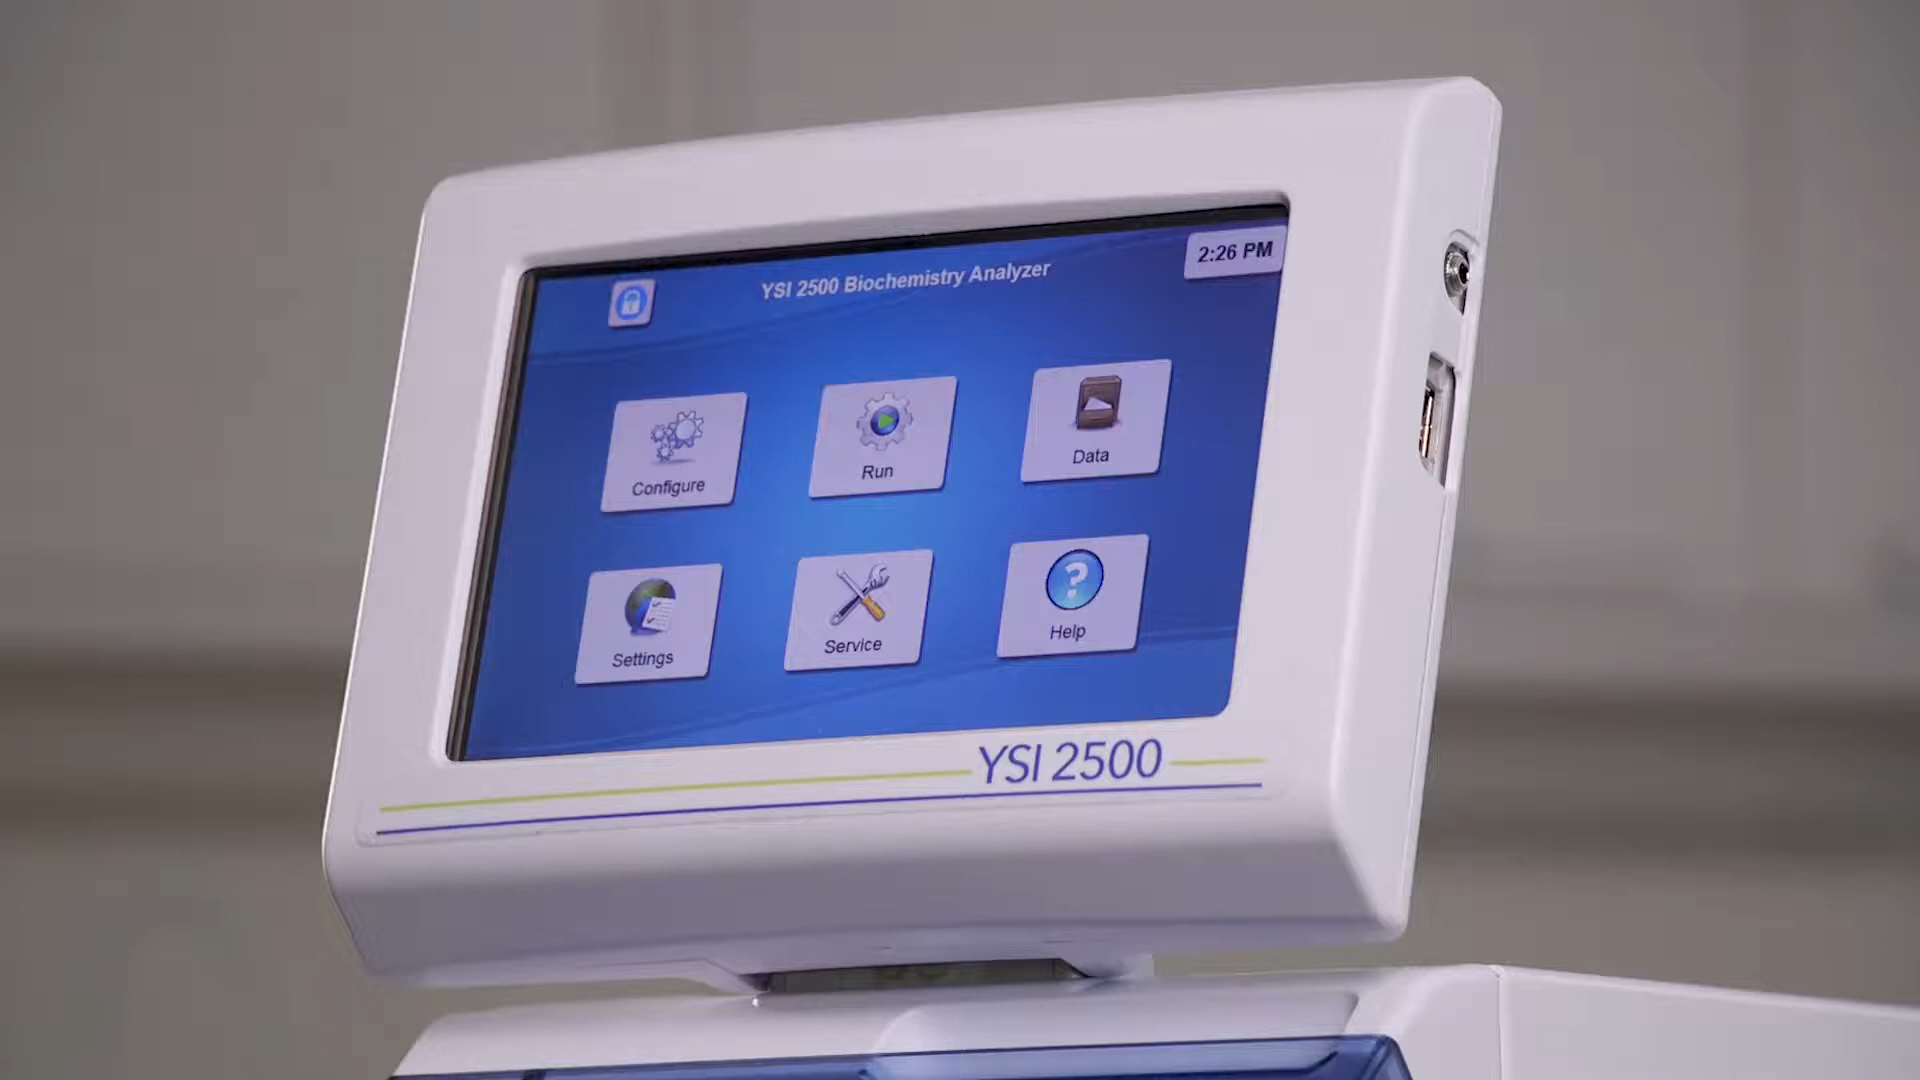 YSI 2500 Biochemistry Analyzer
2:26 PM
Configure
Run
Data
Settings
Service
Help
YSI 2500